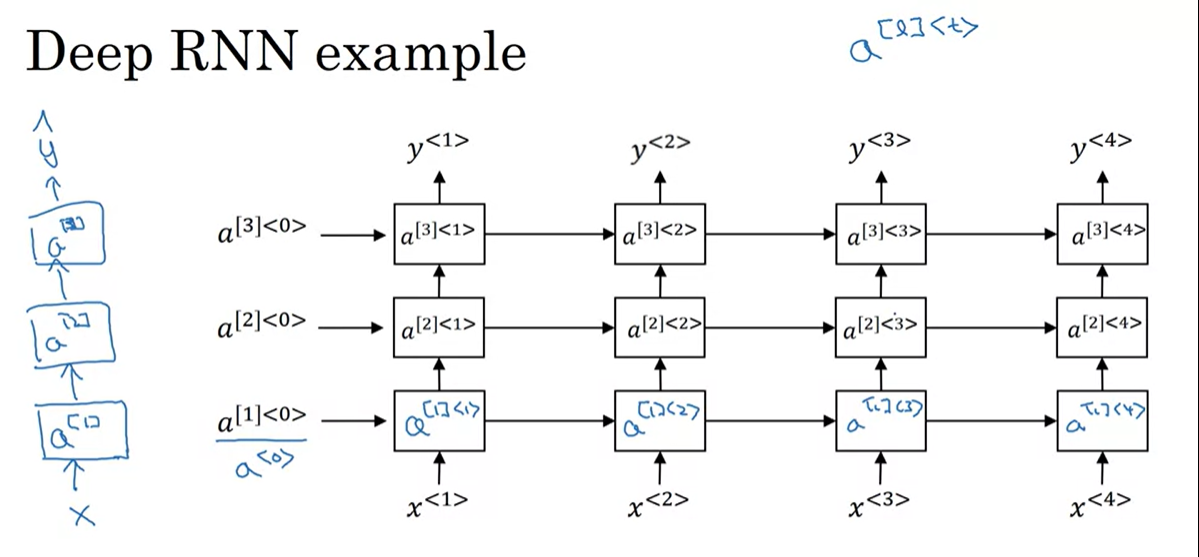 Deep RNN example
a[l]<t>
^
y
y<1> y<2> y<3> y<4>
a[3] a[3]<0> a[3]<1> a[3]<2> a[3]<3> a[3]<4>
a[2] a[2]<0> a[2]<1> a[2]<2> a[2]<3> a[2]<4>
a[1] a[1]<0> a[1]<1> a[1]<2> a[1]<3> a[1]<4>
a<0>
x x<1> x<2> x<3> x<4>